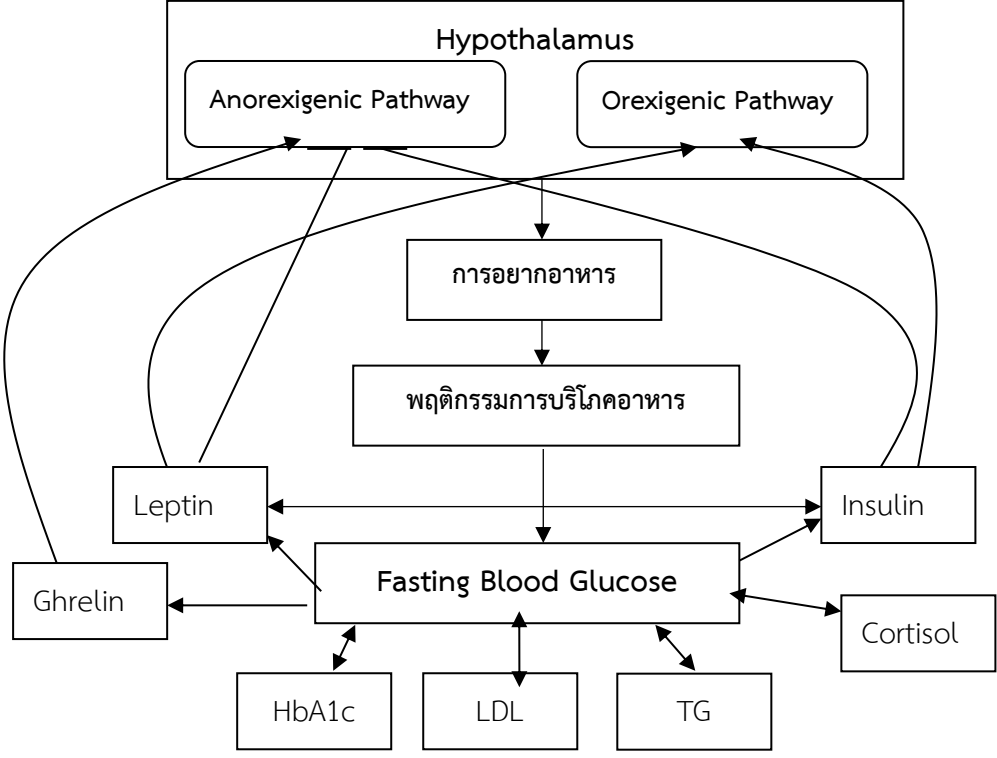 Hypothalamus
Anorexigenic Pathway
Orexigenic Pathway
การอยากอาหาร
พฤติกรรมการบริโภคอาหาร
Leptin
Insulin
Fasting Blood Glucose
Ghrelin
Cortisol
HbA1c
LDL
TG